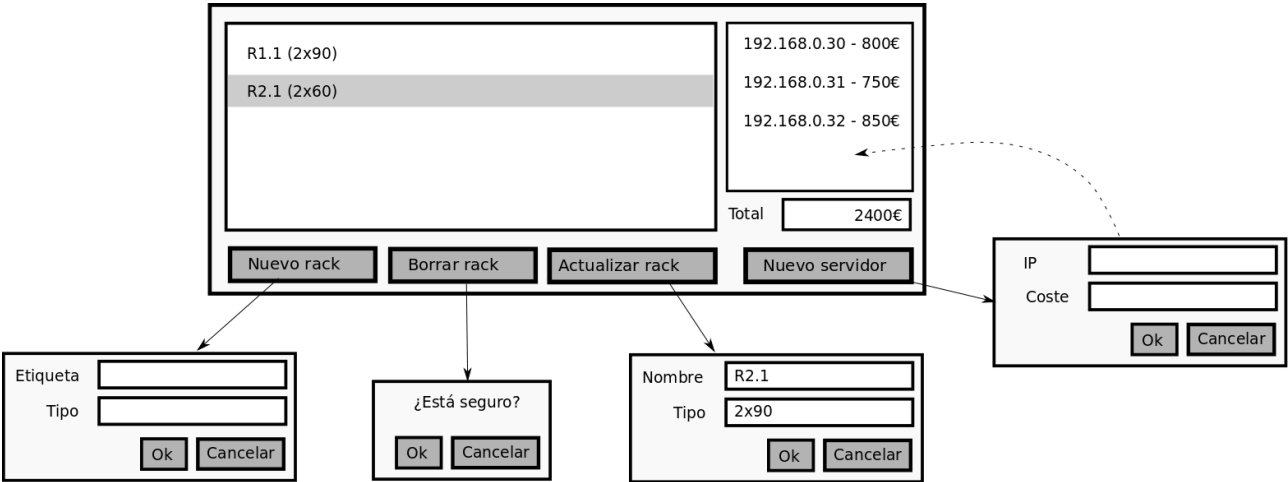 R1.1 (2x90)
R2.1 (2x60)
192.168.0.30 - 800€
192.168.0.31 - 750€
192.168.0.32 - 850€
Total 2400€
Nuevo rack Borrar rack Actualizar rack Nuevo servidor
IP
Coste
Ok Cancelar
Etiqueta
Tipo
Ok Cancelar
¿Está seguro?
Ok Cancelar
Nombre R2.1
Tipo 2x90
Ok Cancelar